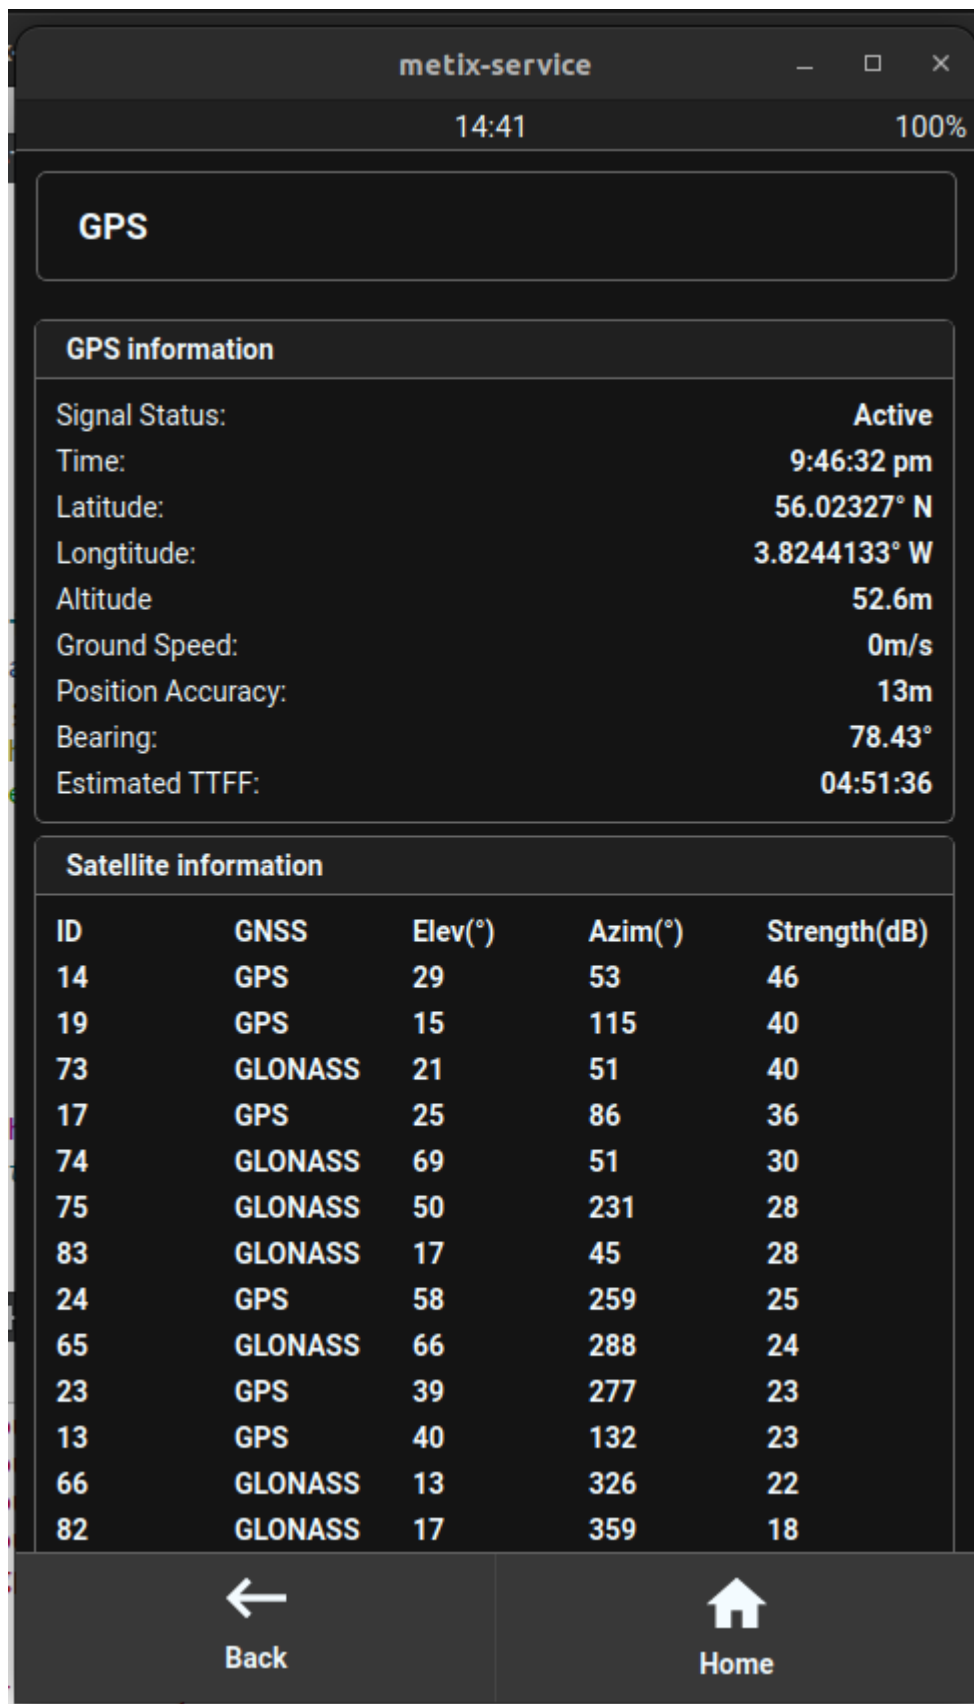 metix-service
14:41 100%
GPS
GPS information
Signal Status: Active
Time: 9:46:32 pm
Latitude: 56.02327° N
Longtitude: 3.8244133° W
Altitude 52.6m
Ground Speed: 0m/s
Position Accuracy: 13m
Bearing: 78.43°
Estimated TTFF: 04:51:36
Satellite information
ID GNSS Elev(°) Azim(°) Strength(dB)
14 GPS 29 53 46
19 GPS 15 115 40
73 GLONASS 21 51 40
17 GPS 25 86 36
74 GLONASS 69 51 30
75 GLONASS 50 231 28
83 GLONASS 17 45 28
24 GPS 58 259 25
65 GLONASS 66 288 24
23 GPS 39 277 23
13 GPS 40 132 23
66 GLONASS 13 326 22
82 GLONASS 17 359 18
Back Home